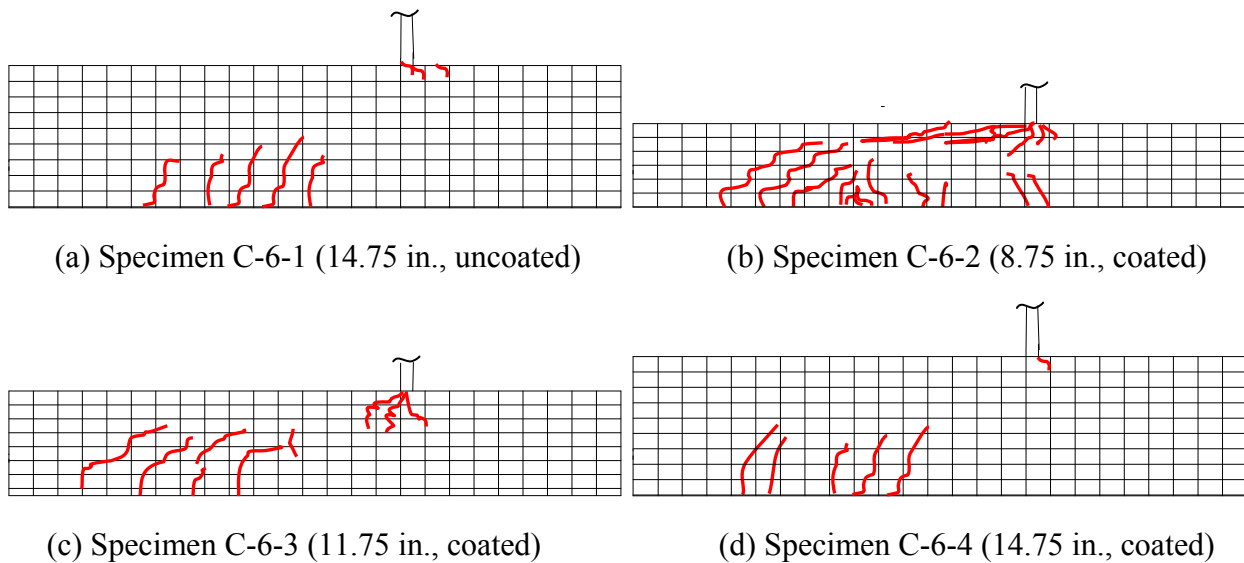 (a) Specimen C-6-1 (14.75 in., uncoated)
(b) Specimen C-6-2 (8.75 in., coated)
(c) Specimen C-6-3 (11.75 in., coated)
(d) Specimen C-6-4 (14.75 in., coated)